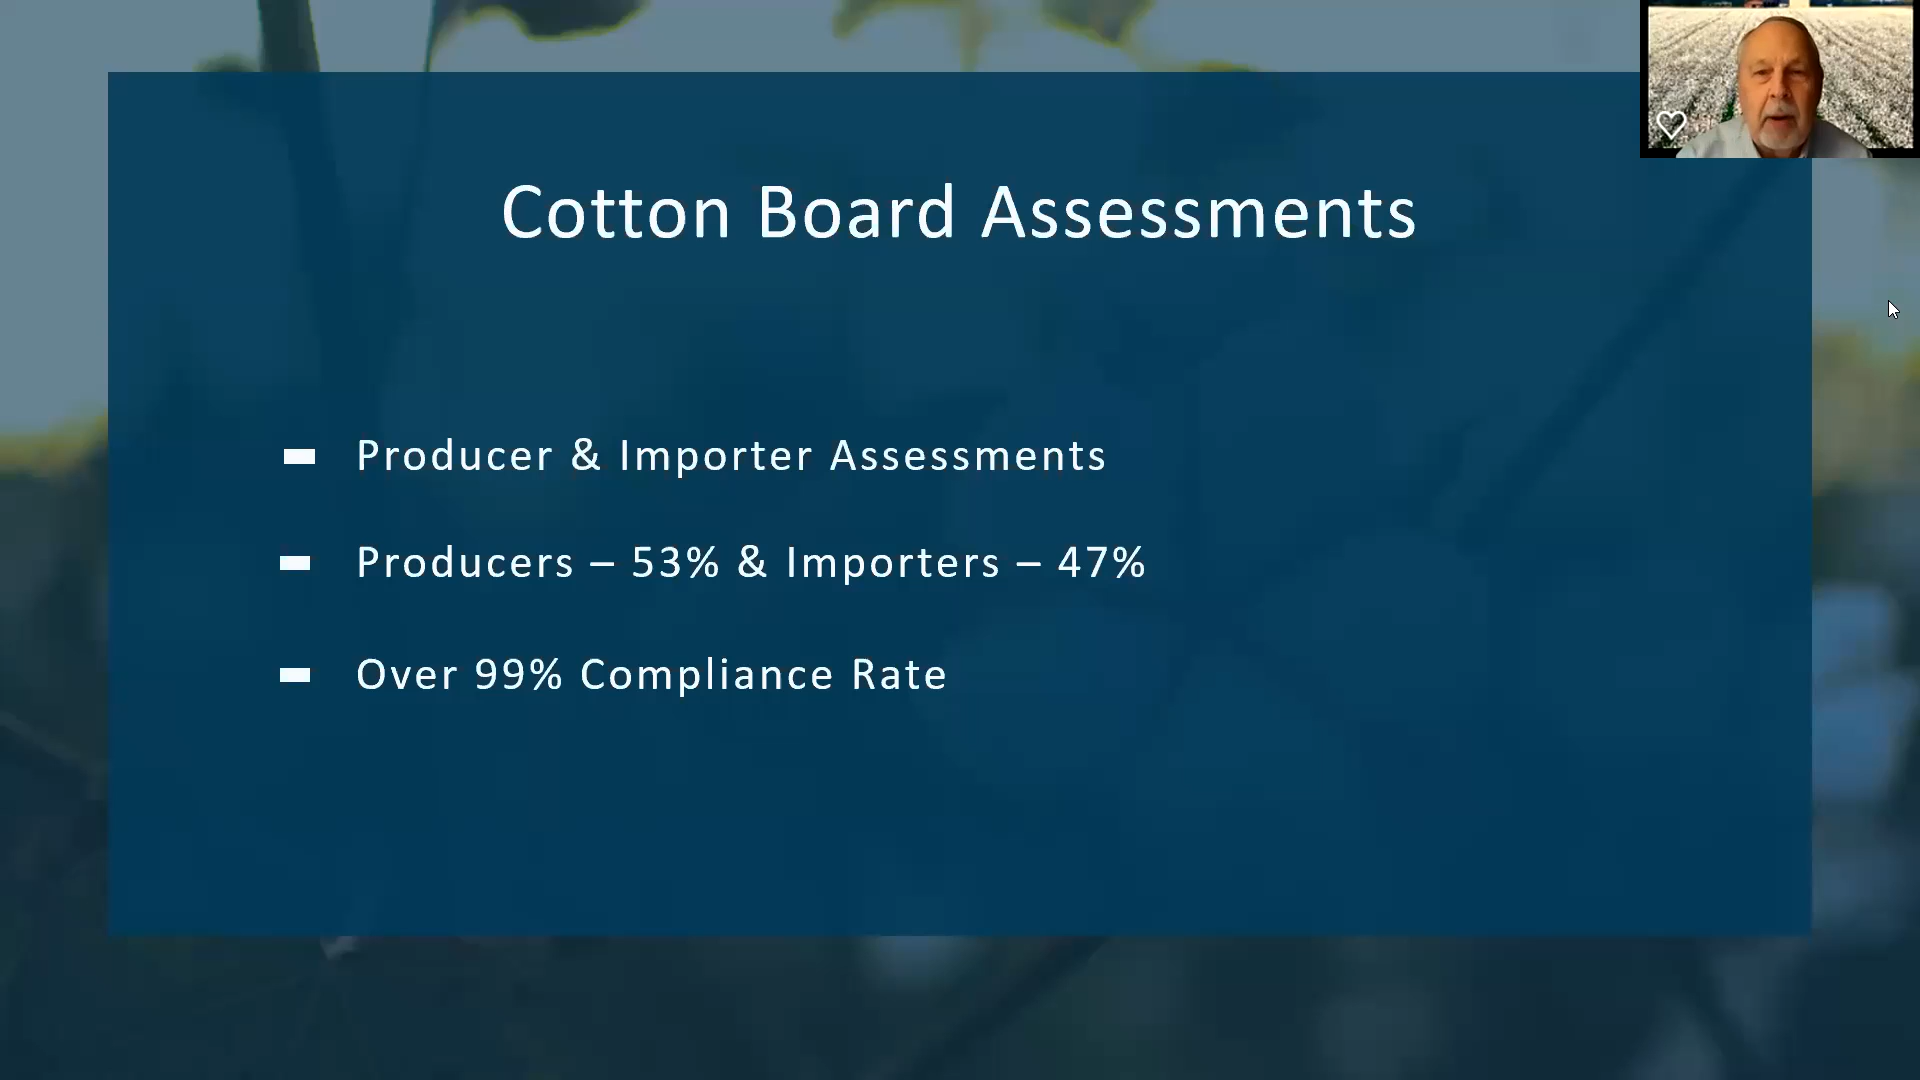 Cotton Board Assessments
Producer & Importer Assessments
Producers – 53% & Importers – 47%
Over 99% Compliance Rate